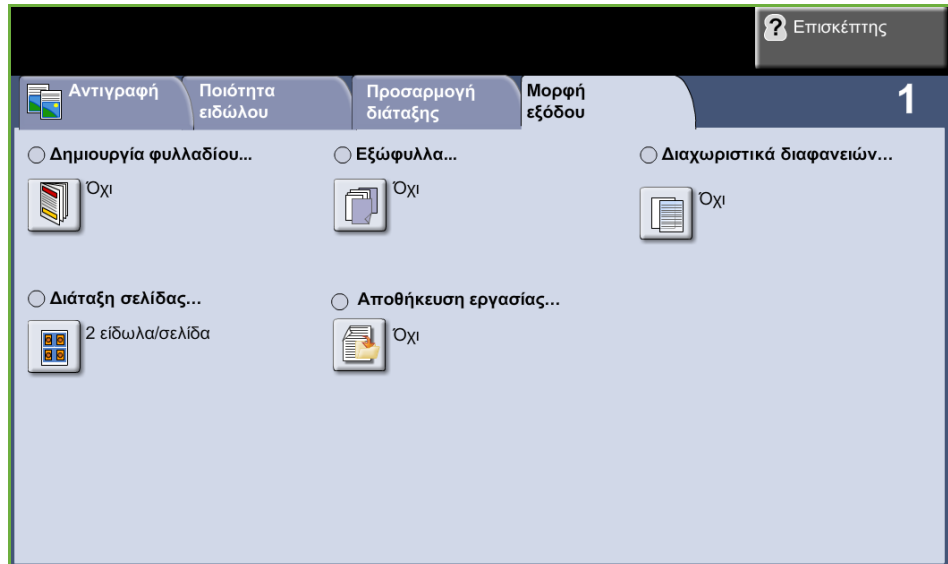 Επισκέπτης
Αντιγραφή
Ποιότητα
ειδώλου
Προσαρμογή
διάταξης
Μορφή
εξόδου
1
Δημιουργία φυλλαδίου...
Όχι
Εξώφυλλα...
Όχι
Διαχωριστικά διαφανειών...
Όχι
Διάταξη σελίδας...
2 είδωλα/σελίδα
Αποθήκευση εργασίας...
Όχι